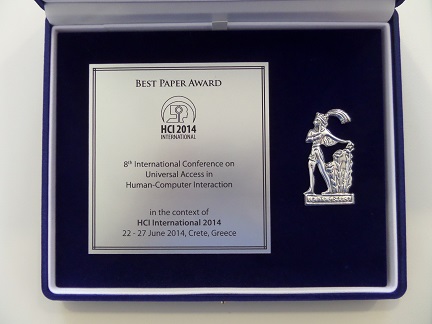 BEST PAPER AWARD
HCI 2014
INTERNATIONAL
8th International Conference on
Universal Access in
Human-Computer Interaction
in the context of
HCI International 2014
22 - 27 June 2014, Crete, Greece